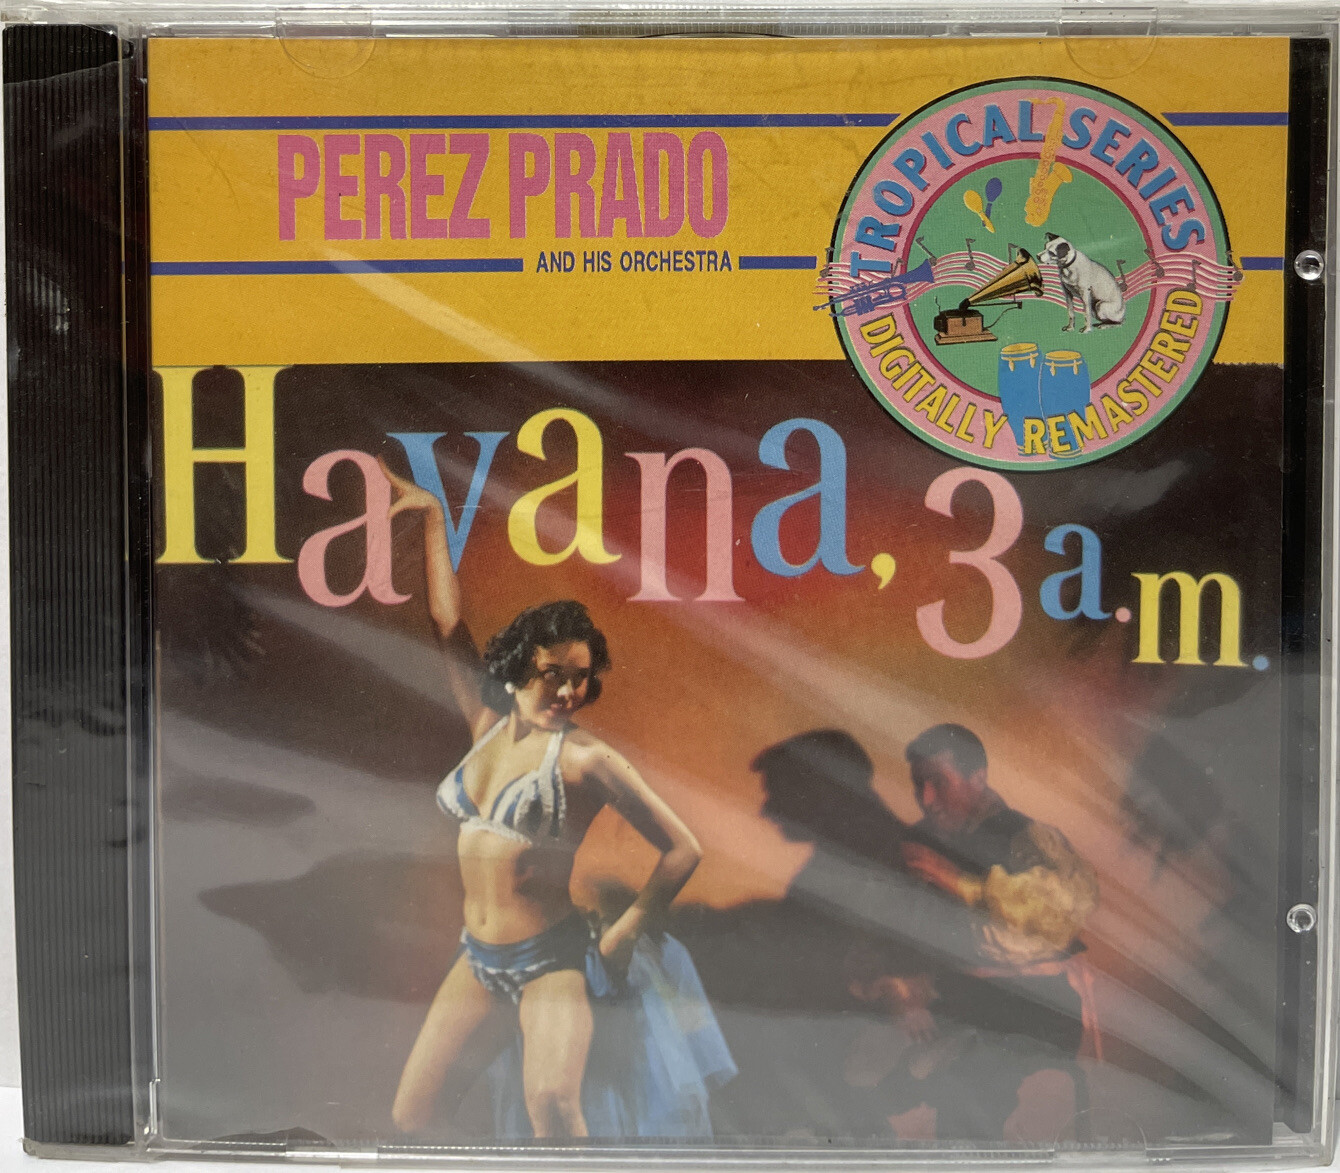 PEREZ PRADO
AND HIS ORCHESTRA
TROPICAL SERIES
DIGITALLY REMASTERED
Havana, 3 a.m.